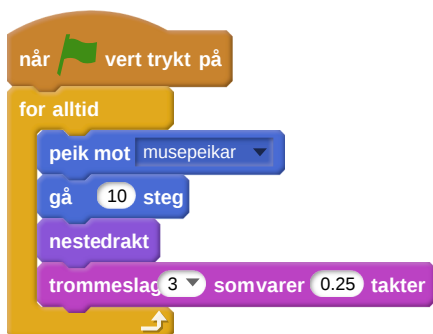 når vert trykt på
for alltid
peik mot musepeikar
gå 10 steg
nestedrakt
trommeslag 3 somvarer 0.25 takter